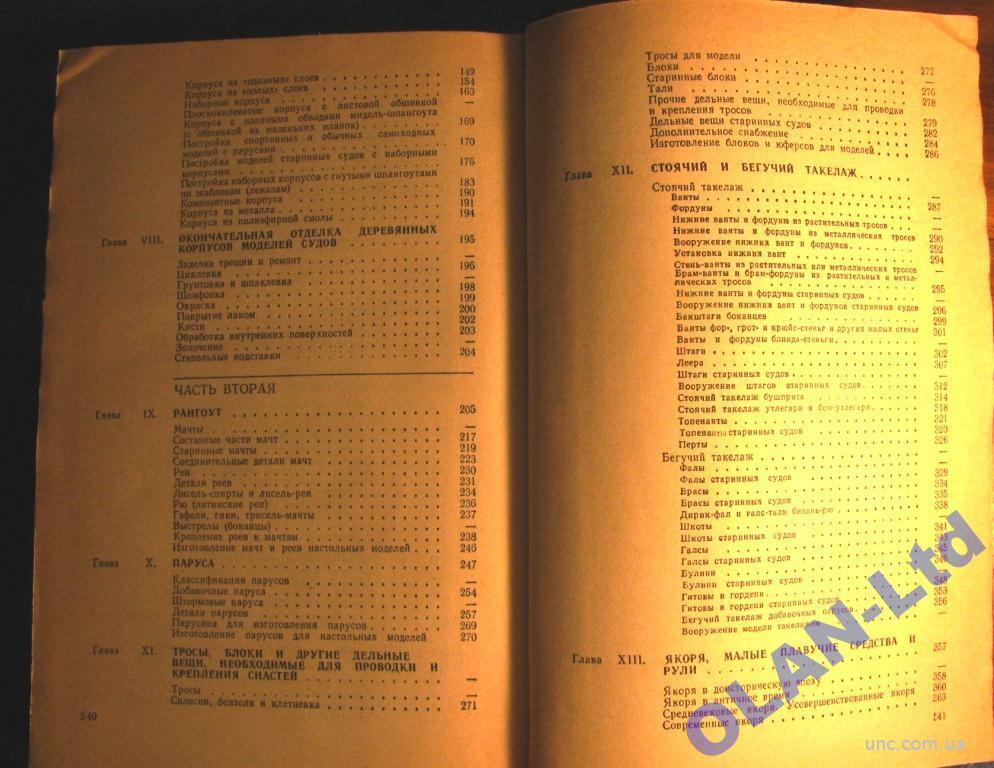 Корпуса из «цельных» слоев 149
Корпуса из «полых» слоев 154
Наборные корпуса 163
Плоскокилеватые корпуса с листовой обшивкой —
Корпуса с плавными обводами мидель-шпангоута
(с обшивкой из маленьких планок) 169
Постройка спортивных и обычных самоходных
моделей с парусами 170
Постройка моделей старинных судов с наборными
корпусами 176
Постройка наборных корпусов с гнутыми шпангоутами
по шаблонам (лекалам) 183
Композитные корпуса 190
Корпуса из металла 191
Корпуса из полиэфирной смолы 194
Глава VIII. ОКОНЧАТЕЛЬНАЯ ОТДЕЛКА ДЕРЕВЯННЫХ
КОРПУСОВ МОДЕЛЕЙ СУДОВ 195
Заделка трещин и ремонт —
Циклевка 196
Грунтовка и шпаклевка —
Шлифовка 198
Окраска 199
Покрытие лаком 200
Кисти 202
Обработка внутренних поверхностей 203
Золочение —
Стапельные подставки 204
ЧАСТЬ ВТОРАЯ
Глава IX. РАНГОУТ 205
Мачты —
Составные части мачт 217
Старинные мачты 219
Соединительные детали мачт 223
Реи 230
Детали реев 231
Лисель-спирты и лисель-реи 234
Рю (латинские реи) 236
Гафели, гики, трисель-мачты 237
Выстрелы (боканцы) —
Крепление реев к мачтам 238
Изготовление мачт и реев настольных моделей 246
Глава X. ПАРУСА 247
Классификация парусов —
Добавочные паруса 254
Штормовые паруса —
Детали парусов 257
Парусина для изготовления парусов 269
Изготовление парусов для настольных моделей 270
Глава XI. ТРОСЫ, БЛОКИ И ДРУГИЕ ДЕЛЬНЫЕ
ВЕЩИ, НЕОБХОДИМЫЕ ДЛЯ ПРОВОДКИ И
КРЕПЛЕНИЯ СНАСТЕЙ —
Тросы —
Сплесни, бензели и клетневка 271
540
Тросы для модели 272
Блоки —
Старинные блоки 276
Тали 278
Прочие дельные вещи, необходимые для проводки
и крепления тросов 279
Дельные вещи старинных судов 282
Дополнительное снабжение 284
Изготовление блоков и юферсов для моделей 286
Глава XII. СТОЯЧИЙ И БЕГУЧИЙ ТАКЕЛАЖ
Стоячий такелаж
Ванты
Фордуны 287
Нижние ванты и фордуны из растительных тросов
Нижние ванты и фордуны из металлических тросов 290
Вооружение нижних вант и фордунов 292
Установка нижних вант 294
Стень-ванты из растительных или металлических тросов —
Брам-ванты и брам-фордуны из растительных и метал-
лических тросов 295
Нижние ванты и фордуны старинных судов —
Вооружение нижних вант и фордунов старинных судов 296
Бакштаги боканцев 299
Ванты фор-, грот- и крюйс-стеньг и других малых стеньг 301
Ванты и фордуны блинда-стеньги —
Штаги 302
Леера 307
Штаги старинных судов —
Вооружение штагов старинных судов 312
Стоячий такелаж бушприта 314
Стоячий такелаж утлегаря и бом-утлегаря 318
Топенанты 321
Топенанты старинных судов 323
Перты 326
Бегучий такелаж —
Фалы —
Фалы старинных судов 329
Брасы 334
Брасы старинных судов 335
Дирик-фал и галс-тали бизань-рю 338
Шкоты —
Шкоты старинных судов 341
Галсы 343
Галсы старинных судов 345
Булини 346
Булини старинных судов —
Гитовы и гордени 348
Гитовы и гордени старинных судов 353
Бегучий такелаж добавочных парусов 356
Вооружение модели такелажем —
Глава XIII. ЯКОРЯ, МАЛЫЕ ПЛАВУЧИЕ СРЕДСТВА И
РУЛИ 357
Якоря в доисторическую эпоху —
Якоря в античное время 358
Средневековые якоря. Усовершенствованные якоря 360
Современные якоря 363
541
OLAN-Ltd
unc.com.ua